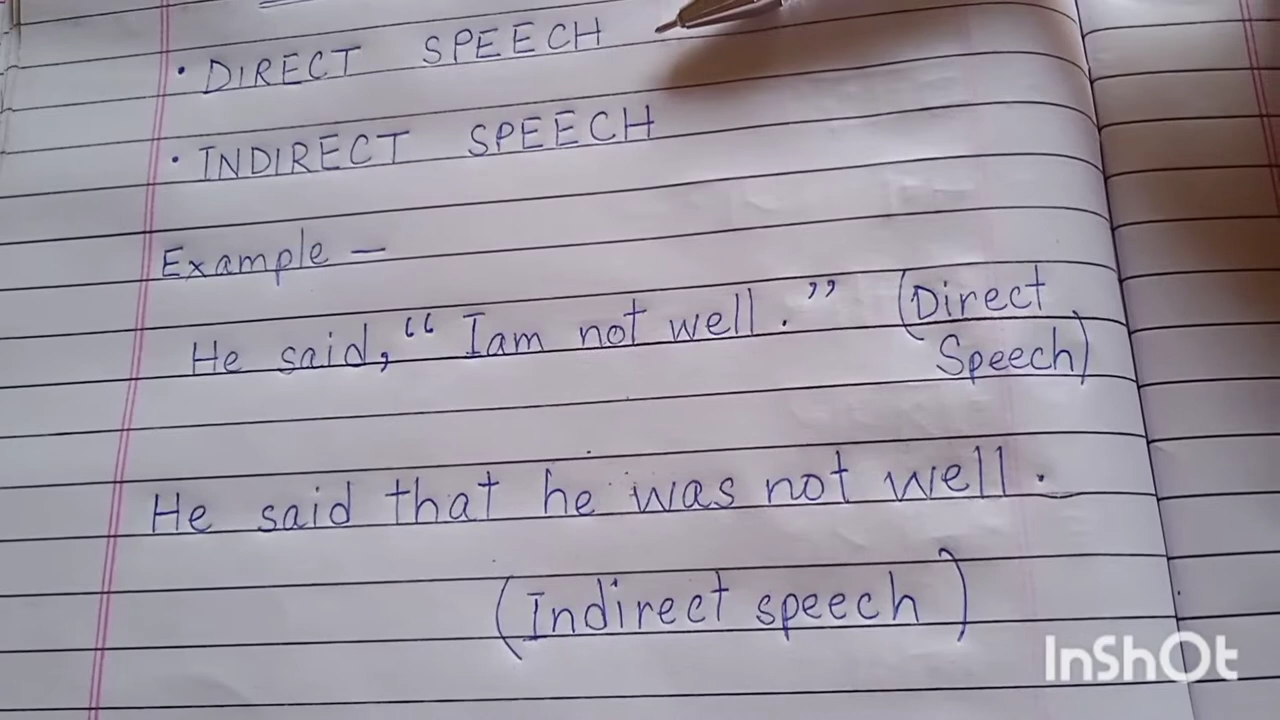 • DIRECT SPEECH
• INDIRECT SPEECH
Example –
He said, “ Iam not well . ” (Direct
Speech)
He said that he was not well .
(Indirect speech )
InShOt